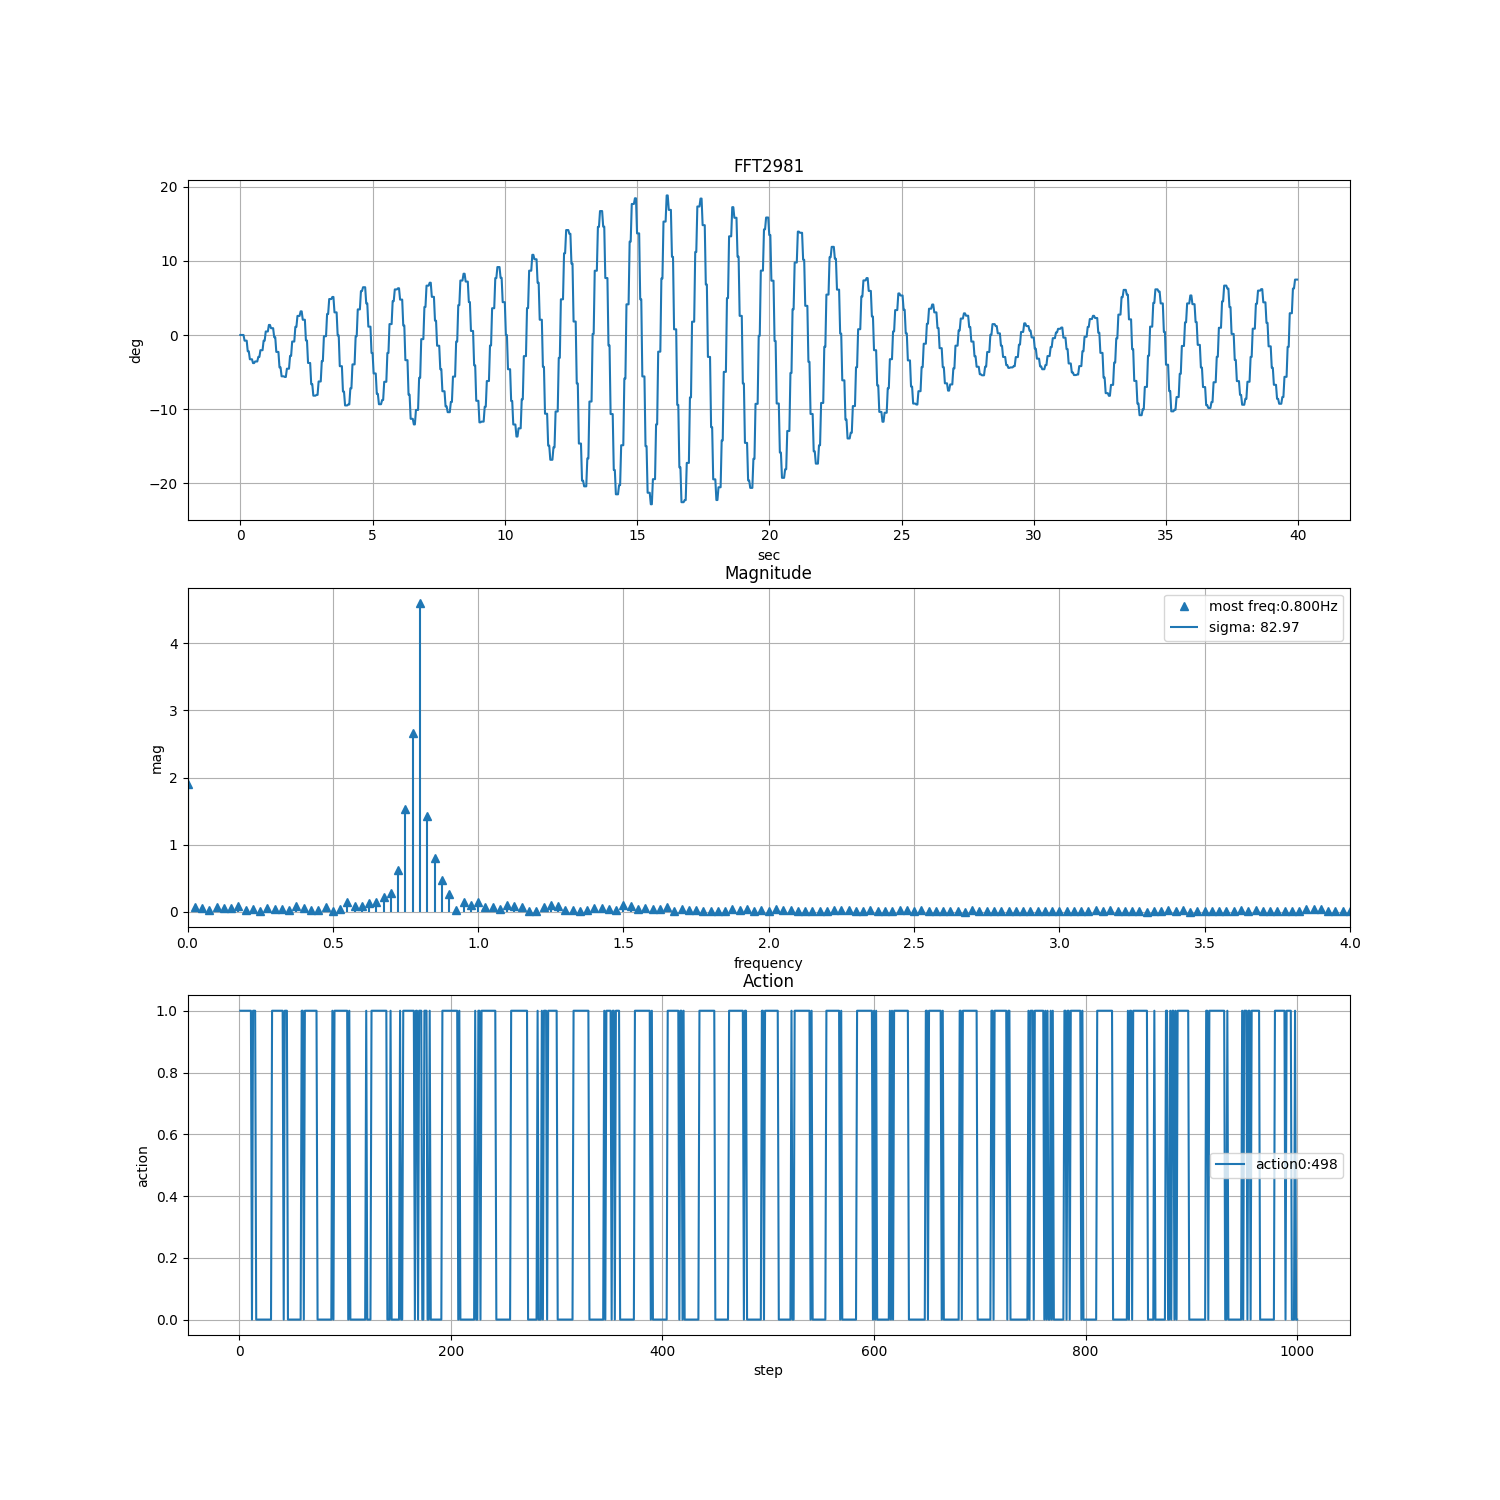 FFT2981
20
10
0
−10
−20
deg
0 5 10 15 20 25 30 35 40
sec
Magnitude
most freq:0.800Hz
sigma: 82.97
4
3
2
1
0
mag
0.0 0.5 1.0 1.5 2.0 2.5 3.0 3.5 4.0
frequency
Action
1.0
0.8
0.6
0.4
0.2
0.0
action
action0:498
0 200 400 600 800 1000
step